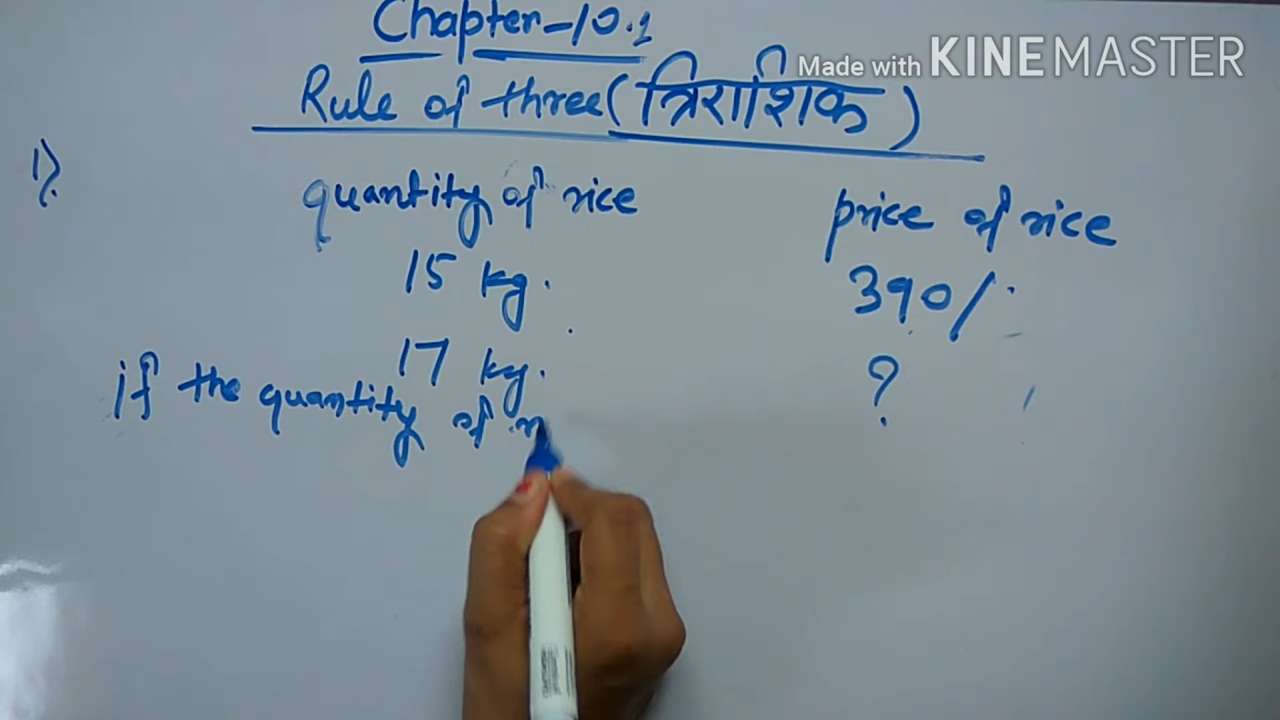 Chapter-10.1
Made with KINEMASTER
Rule of three (त्रिराशिक)
1).
quantity of rice price of rice
15 kg. 390/.
17 kg. ?
if the quantity of